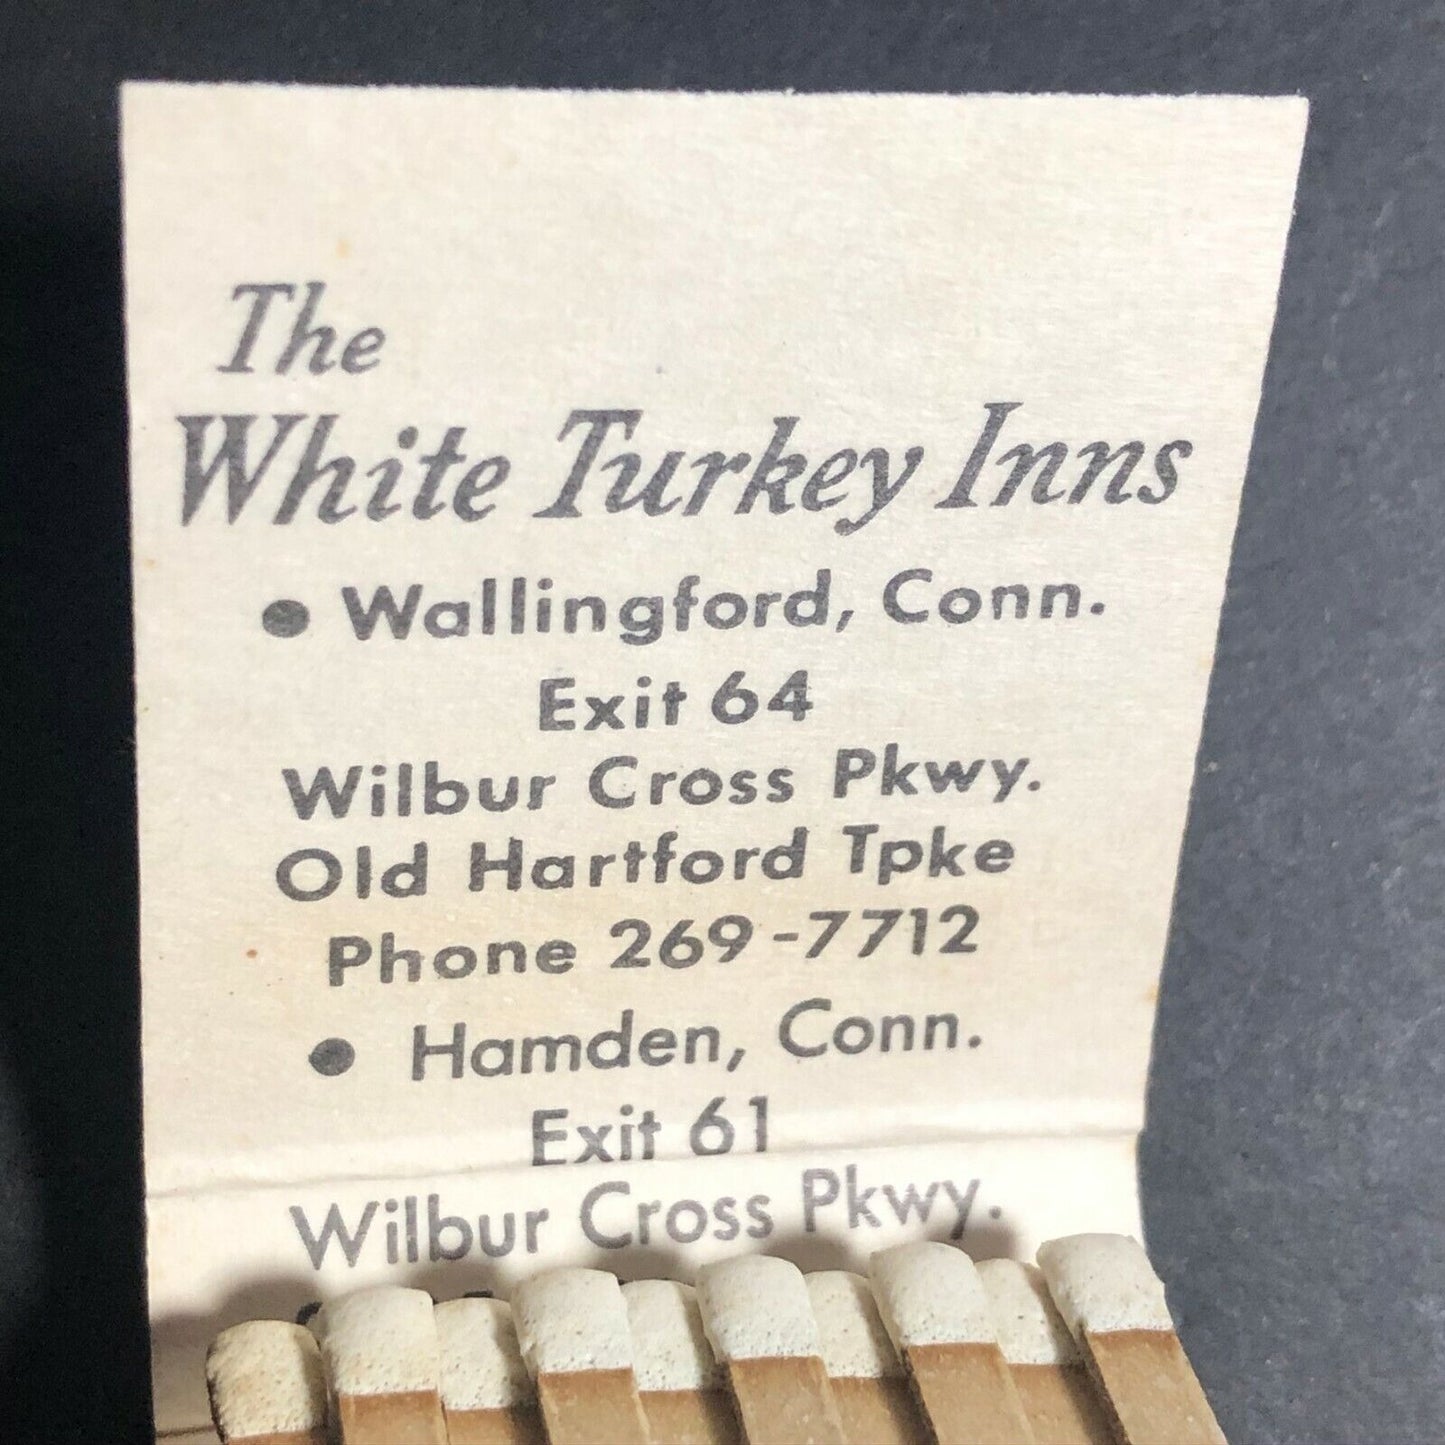 The
White Turkey Inns
• Wallingford, Conn.
Exit 64
Wilbur Cross Pkwy.
Old Hartford Tpke
Phone 269-7712
• Hamden, Conn.
Exit 61
Wilbur Cross Pkwy.